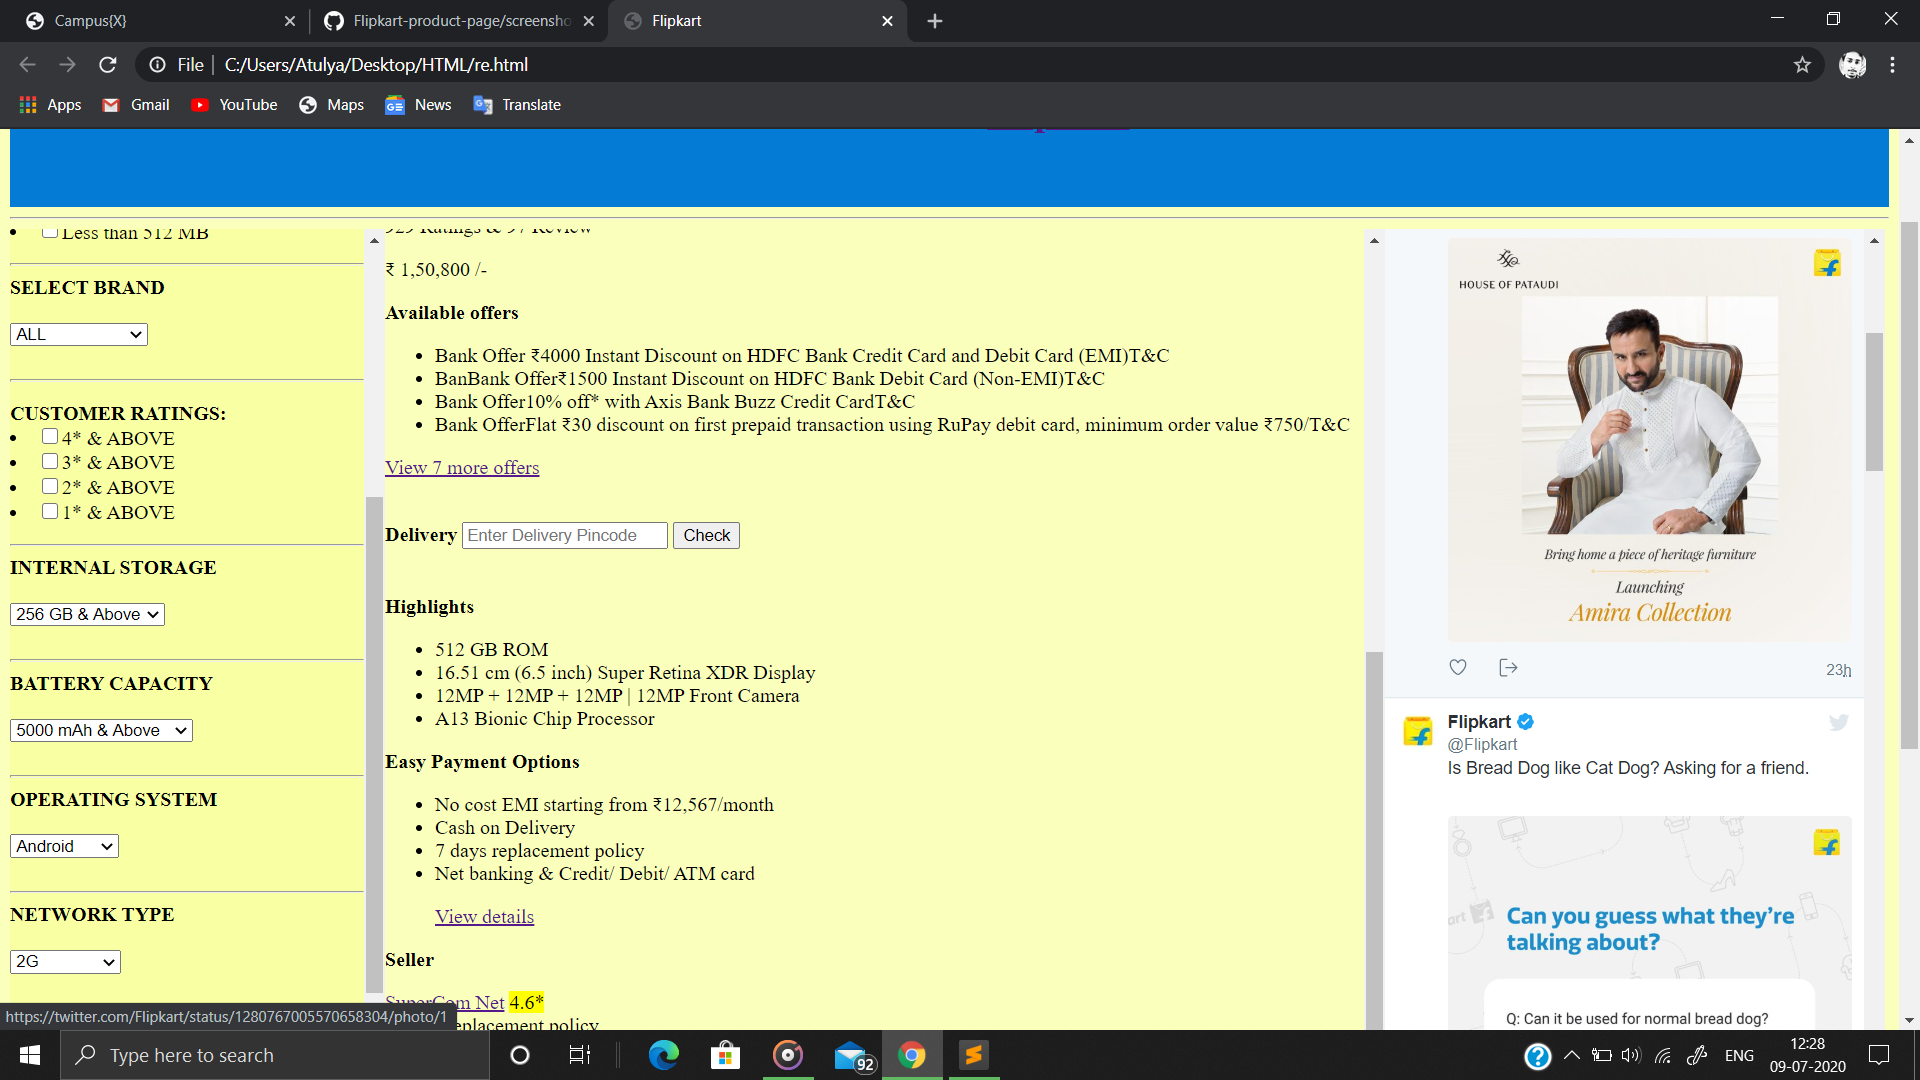 Campus{X}
Flipkart-product-page/screensho
Flipkart
File
C:/Users/Atulya/Desktop/HTML/re.html
Apps
Gmail
YouTube
Maps
News
Translate
Less than 512 MB
SELECT BRAND
ALL
CUSTOMER RATINGS:
4* & ABOVE
3* & ABOVE
2* & ABOVE
1* & ABOVE
INTERNAL STORAGE
256 GB & Above
BATTERY CAPACITY
5000 mAh & Above
OPERATING SYSTEM
Android
NETWORK TYPE
2G
929 Ratings & 97 Review
₹ 1,50,800 /-
Available offers
Bank Offer ₹4000 Instant Discount on HDFC Bank Credit Card and Debit Card (EMI)T&C
BanBank Offer₹1500 Instant Discount on HDFC Bank Debit Card (Non-EMI)T&C
Bank Offer10% off* with Axis Bank Buzz Credit CardT&C
Bank OfferFlat ₹30 discount on first prepaid transaction using RuPay debit card, minimum order value ₹750/T&C
View 7 more offers
Delivery Enter Delivery Pincode Check
Highlights
512 GB ROM
16.51 cm (6.5 inch) Super Retina XDR Display
12MP + 12MP + 12MP | 12MP Front Camera
A13 Bionic Chip Processor
Easy Payment Options
No cost EMI starting from ₹12,567/month
Cash on Delivery
7 days replacement policy
Net banking & Credit/ Debit/ ATM card
View details
Seller
SuperCom Net 4.6*
replacement policy
HOUSE OF PATAUDI
Bring home a piece of heritage furniture
Launching
Amira Collection
23h
Flipkart
@Flipkart
Is Bread Dog like Cat Dog? Asking for a friend.
Can you guess what they're
talking about?
Q: Can it be used for normal bread dog?
https://twitter.com/Flipkart/status/1280767005570658304/photo/1
Type here to search
92
ENG
12:28
09-07-2020